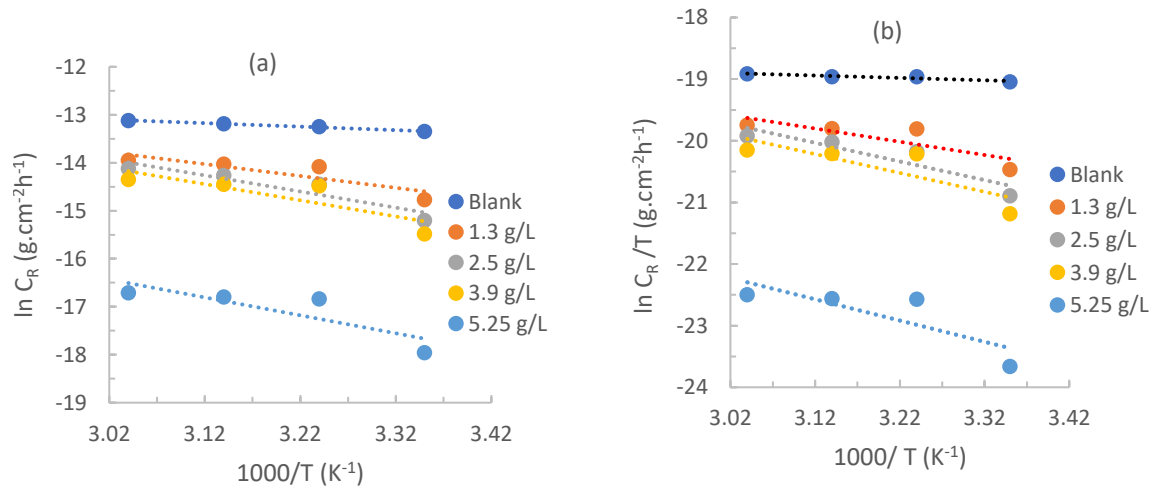 (a)
-12
-13
-14
-15
-16
-17
-18
-19
3.02 3.12 3.22 3.32 3.42
ln C_R (g.cm⁻²h⁻¹)
1000/T (K⁻¹)
Blank
1.3 g/L
2.5 g/L
3.9 g/L
5.25 g/L
(b)
-18
-19
-20
-21
-22
-23
-24
3.02 3.12 3.22 3.32 3.42
ln C_R /T (g.cm⁻²h⁻¹)
1000/ T (K⁻¹)
Blank
1.3 g/L
2.5 g/L
3.9 g/L
5.25 g/L